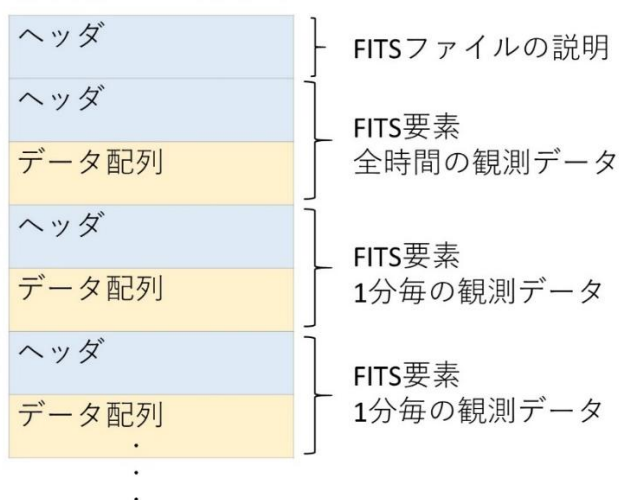 ヘッダ
FITSファイルの説明
ヘッダ
データ配列
FITS要素
全時間の観測データ
ヘッダ
データ配列
FITS要素
1分毎の観測データ
ヘッダ
データ配列
FITS要素
1分毎の観測データ